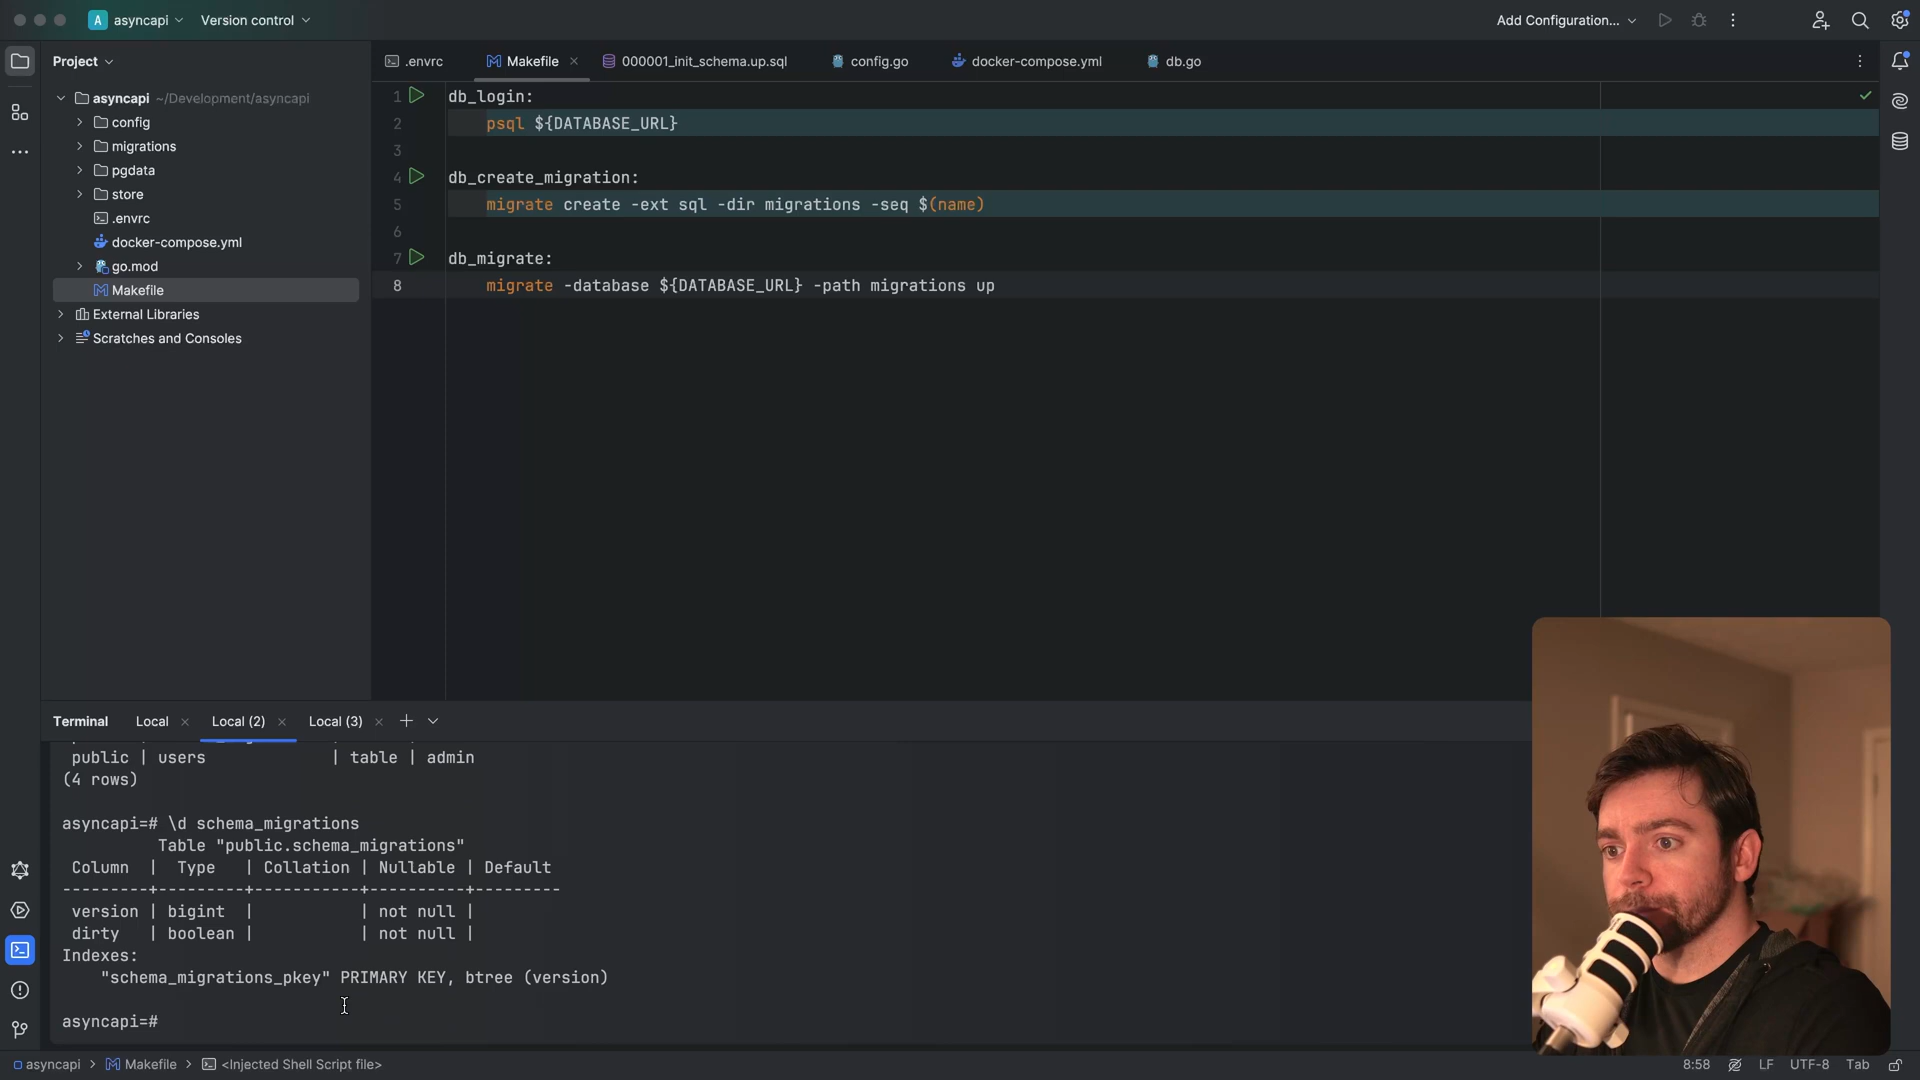 A asyncapi Version control Add Configuration...
Project
.envrc Makefile 000001_init_schema.up.sql config.go docker-compose.yml db.go
asyncapi ~/Development/asyncapi
config
migrations
pgdata
store
.envrc
docker-compose.yml
go.mod
Makefile
External Libraries
Scratches and Consoles
1 db_login:
2 psql ${DATABASE_URL}
3
4 db_create_migration:
5 migrate create -ext sql -dir migrations -seq $(name)
6
7 db_migrate:
8 migrate -database ${DATABASE_URL} -path migrations up
Terminal Local Local (2) Local (3)
public | users | table | admin
(4 rows)
asyncapi=# \d schema_migrations
Table "public.schema_migrations"
Column | Type | Collation | Nullable | Default
---------+---------+-----------+----------+---------
version | bigint | | not null |
dirty | boolean | | not null |
Indexes:
"schema_migrations_pkey" PRIMARY KEY, btree (version)
asyncapi=#
asyncapi > Makefile > <Injected Shell Script file> 8:58 LF UTF-8 Tab